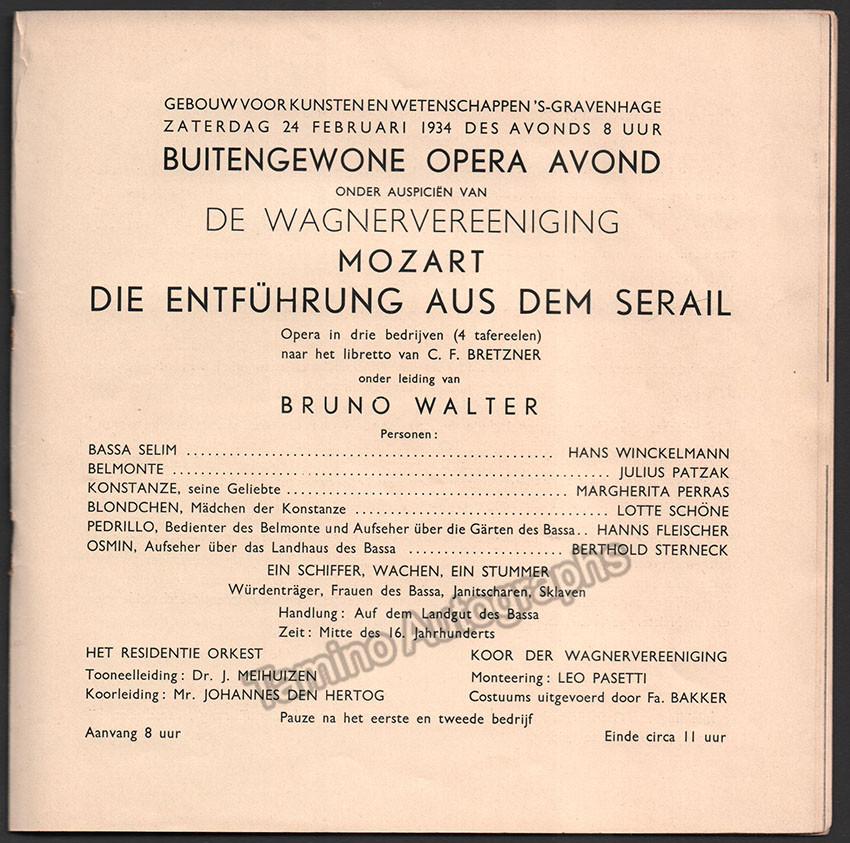 GEBOUW VOOR KUNSTEN EN WETENSCHAPPEN 'S-GRAVENHAGE
ZATERDAG 24 FEBRUARI 1934 DES AVONDS 8 UUR
BUITENGEWONE OPERA AVOND
ONDER AUSPICIËN VAN
DE WAGNERVEREENIGING
MOZART
DIE ENTFÜHRUNG AUS DEM SERAIL
Opera in drie bedrijven (4 tafereelen)
naar het libretto van C. F. BRETZNER
onder leiding van
BRUNO WALTER
Personen:
BASSA SELIM .................................................... HANS WINCKELMANN
BELMONTE .................................................... JULIUS PATZAK
KONSTANZE, seine Geliebte .................................... MARGHERITA PERRAS
BLONDCHEN, Mädchen der Konstanze .................................... LOTTE SCHÖNE
PEDRILLO, Bedienter des Belmonte und Aufseher über die Gärten des Bassa.. HANNS FLEISCHER
OSMIN, Aufseher über das Landhaus des Bassa ...................... BERTHOLD STERNECK
EIN SCHIFFER, WACHEN, EIN STUMMER
Würdenträger, Frauen des Bassa, Janitscharen, Sklaven
Handlung: Auf dem Landgut des Bassa
Zeit: Mitte des 16. Jahrhunderts
HET RESIDENTIE ORKEST KOOR DER WAGNERVEREENIGING
Tooneelleiding: Dr. J. MEIHUIZEN Monteering: LEO PASETTI
Koorleiding: Mr. JOHANNES DEN HERTOG Costuums uitgevoerd door Fa. BAKKER
Pauze na het eerste en tweede bedrijf
Aanvang 8 uur Einde circa 11 uur
Tamino Autographs